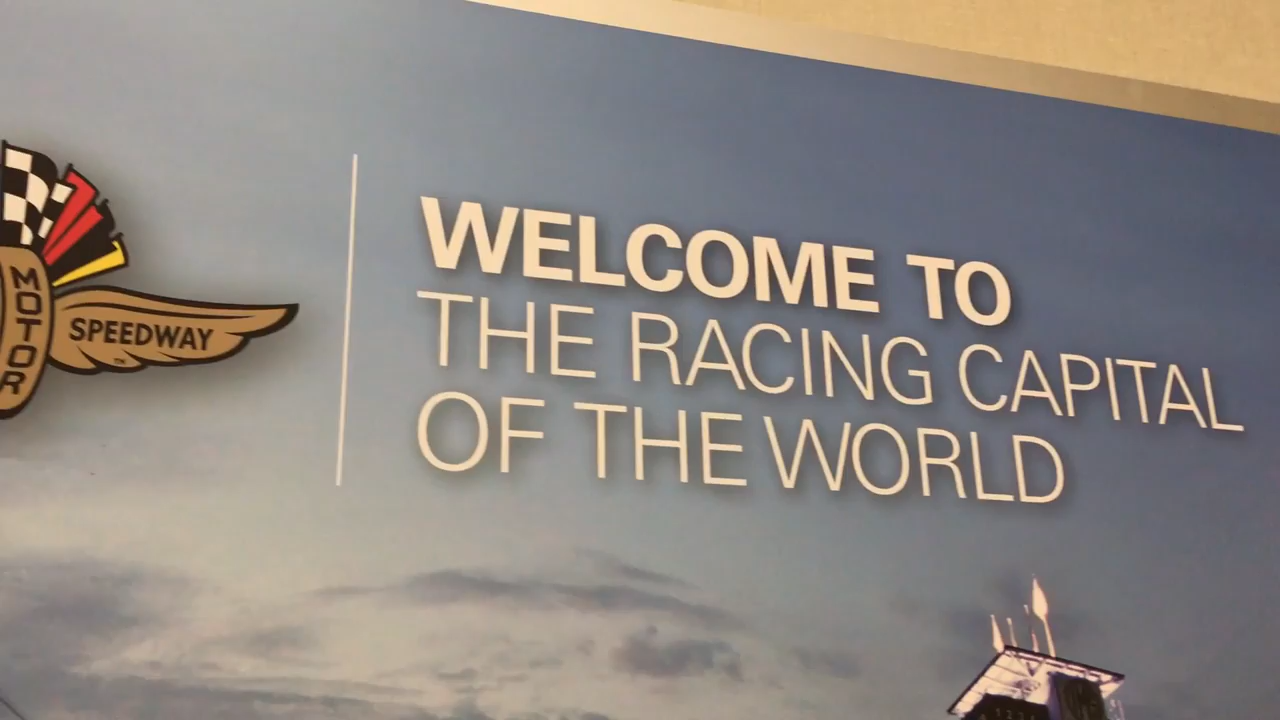 MOTOR
SPEEDWAY
WELCOME TO
THE RACING CAPITAL
OF THE WORLD